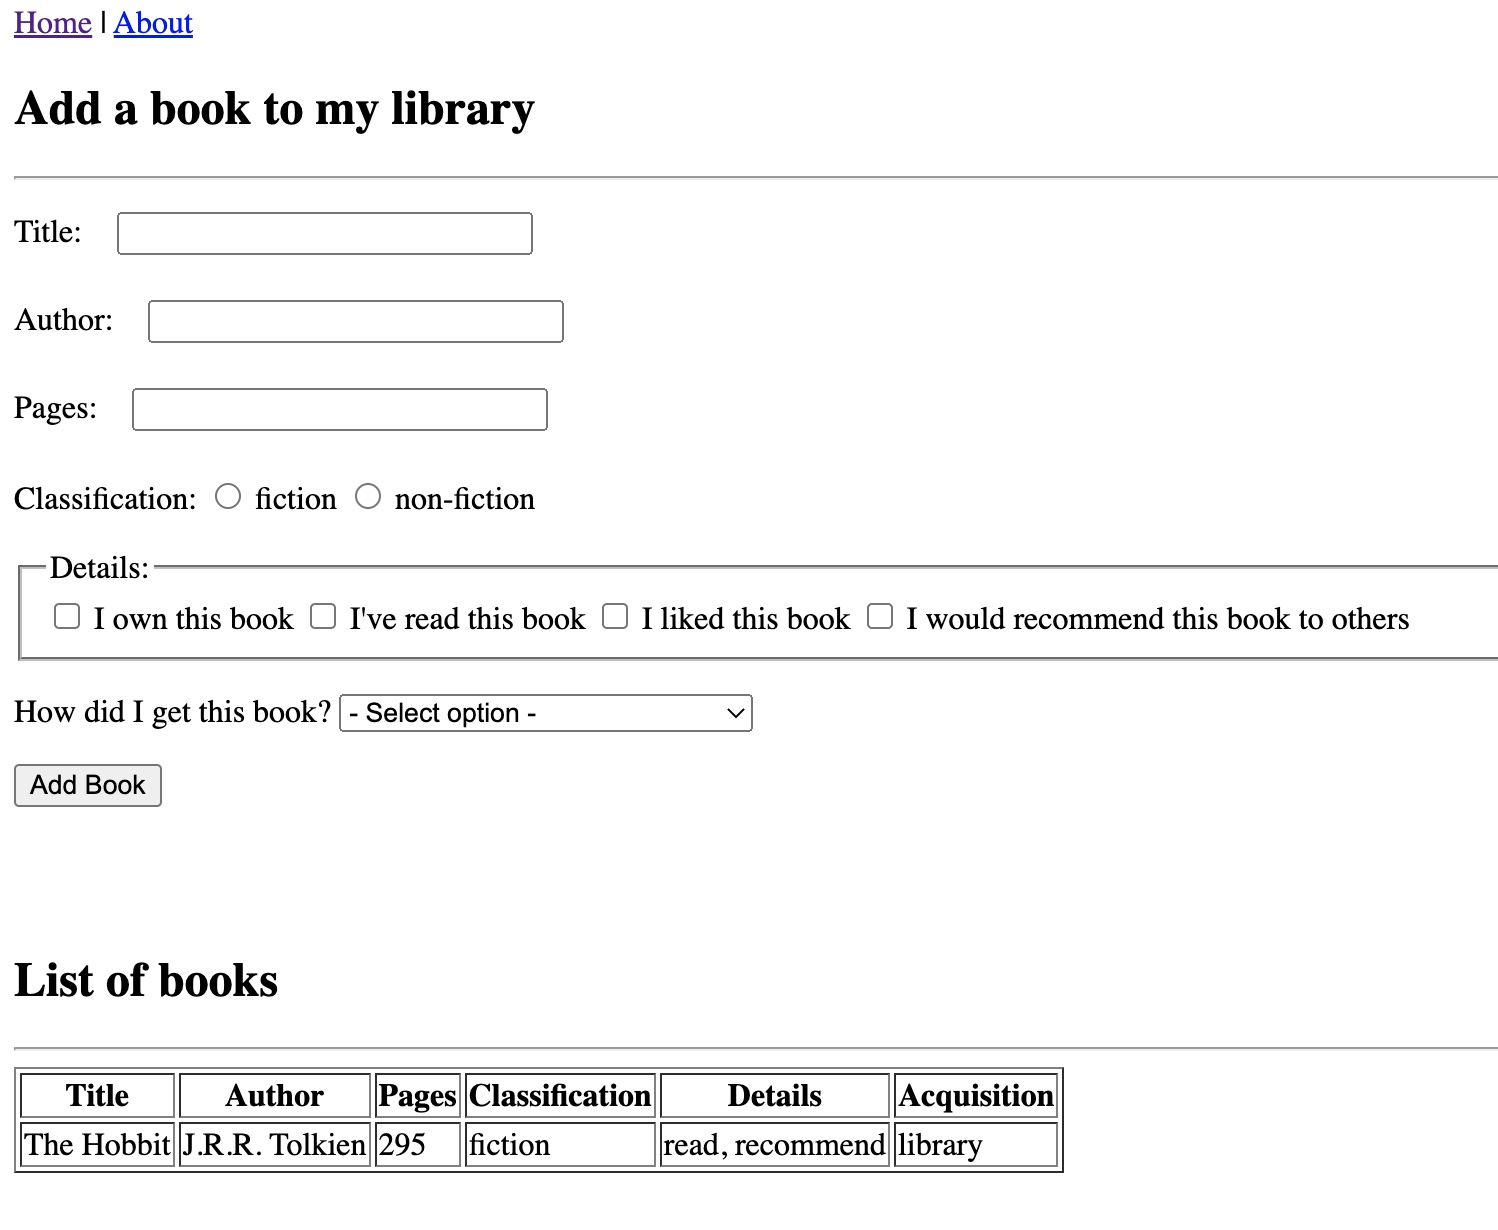 Home | About
Add a book to my library
Title:
Author:
Pages:
Classification: fiction non-fiction
Details:
I own this book I've read this book I liked this book I would recommend this book to others
How did I get this book? - Select option -
Add Book
List of books
Title Author Pages Classification Details Acquisition
The Hobbit J.R.R. Tolkien 295 fiction read, recommend library